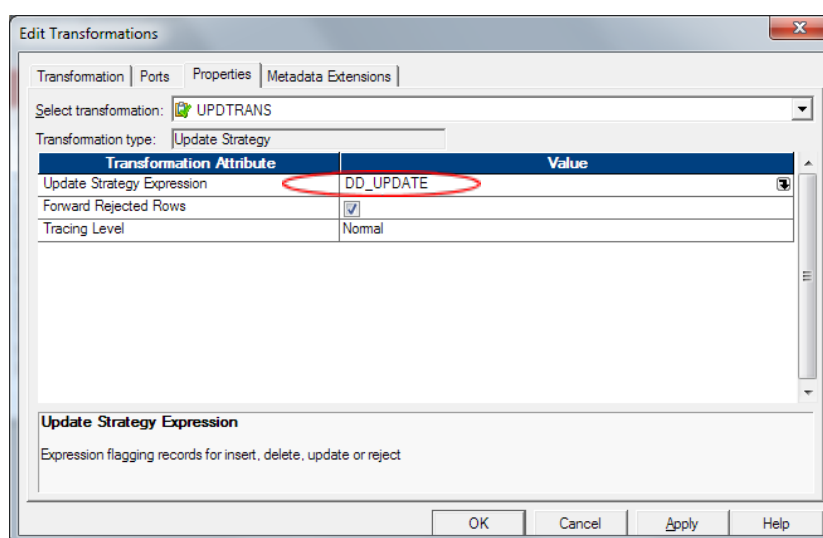 Edit Transformations
Transformation Ports Properties Metadata Extensions
Select transformation: UPDTRANS
Transformation type: Update Strategy
Transformation Attribute Value
Update Strategy Expression DD_UPDATE
Forward Rejected Rows
Tracing Level Normal
Update Strategy Expression
Expression flagging records for insert, delete, update or reject
OK Cancel Apply Help